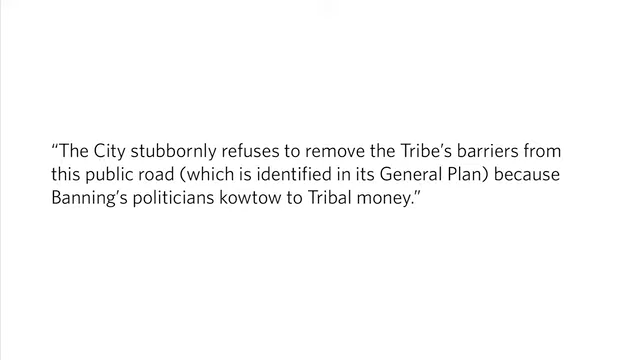 “The City stubbornly refuses to remove the Tribe’s barriers from
this public road (which is identified in its General Plan) because
Banning’s politicians kowtow to Tribal money.”